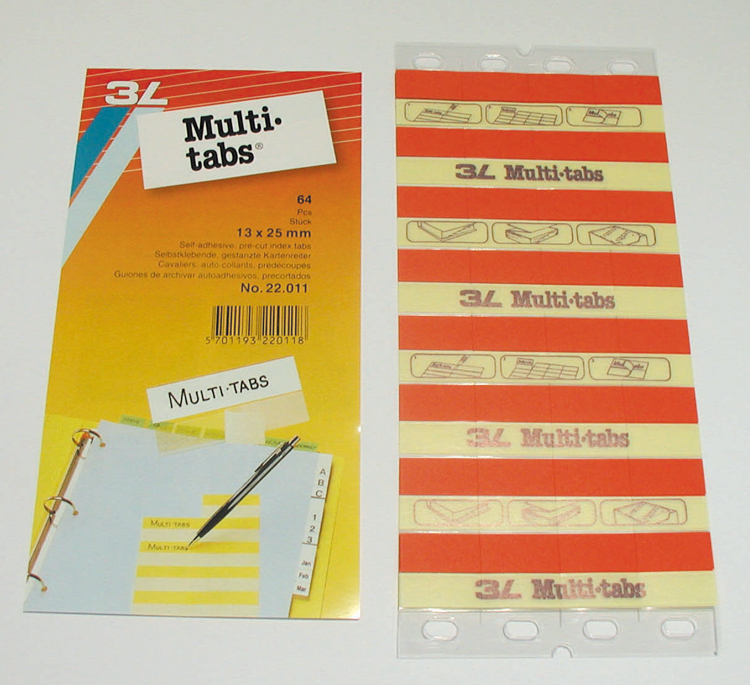 3L
Multi·
tabs®
64
Pcs
Stück
13 x 25 mm
Self-adhesive, pre-cut index tabs
Selbstklebende, gestanzte Kartenreiter
Cavaliers, auto-collants, prédécoupés
Guiones de archivar autoadhesivos, precortados
No. 22.011
5 701193 220118
MULTI·TABS
A
B
C
1
2
3
Jan
Feb
Mar
MULTI·TABS
MULTI·TABS
3L Multi·tabs
3L Multi·tabs
3L Multi·tabs
3L Multi·tabs